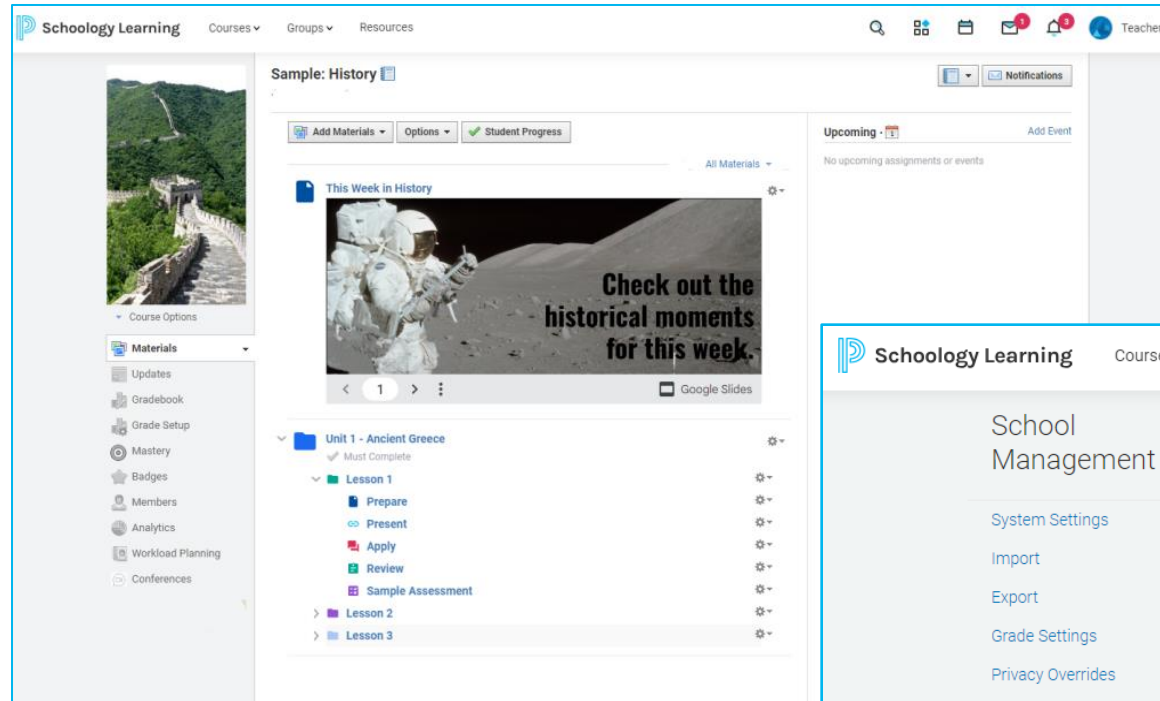 Schoology Learning
Courses
Groups
Resources
1
3
Teacher
Sample: History
Notifications
Add Materials
Options
Student Progress
All Materials
Upcoming ·
1
Add Event
No upcoming assignments or events
This Week in History
Check out the
historical moments
for this week.
1
Google Slides
Course Options
Materials
Updates
Gradebook
Grade Setup
Mastery
Badges
Members
Analytics
Workload Planning
Conferences
Unit 1 - Ancient Greece
Must Complete
Lesson 1
Prepare
Present
Apply
Review
Sample Assessment
Lesson 2
Lesson 3
Schoology Learning
Course
School
Management
System Settings
Import
Export
Grade Settings
Privacy Overrides